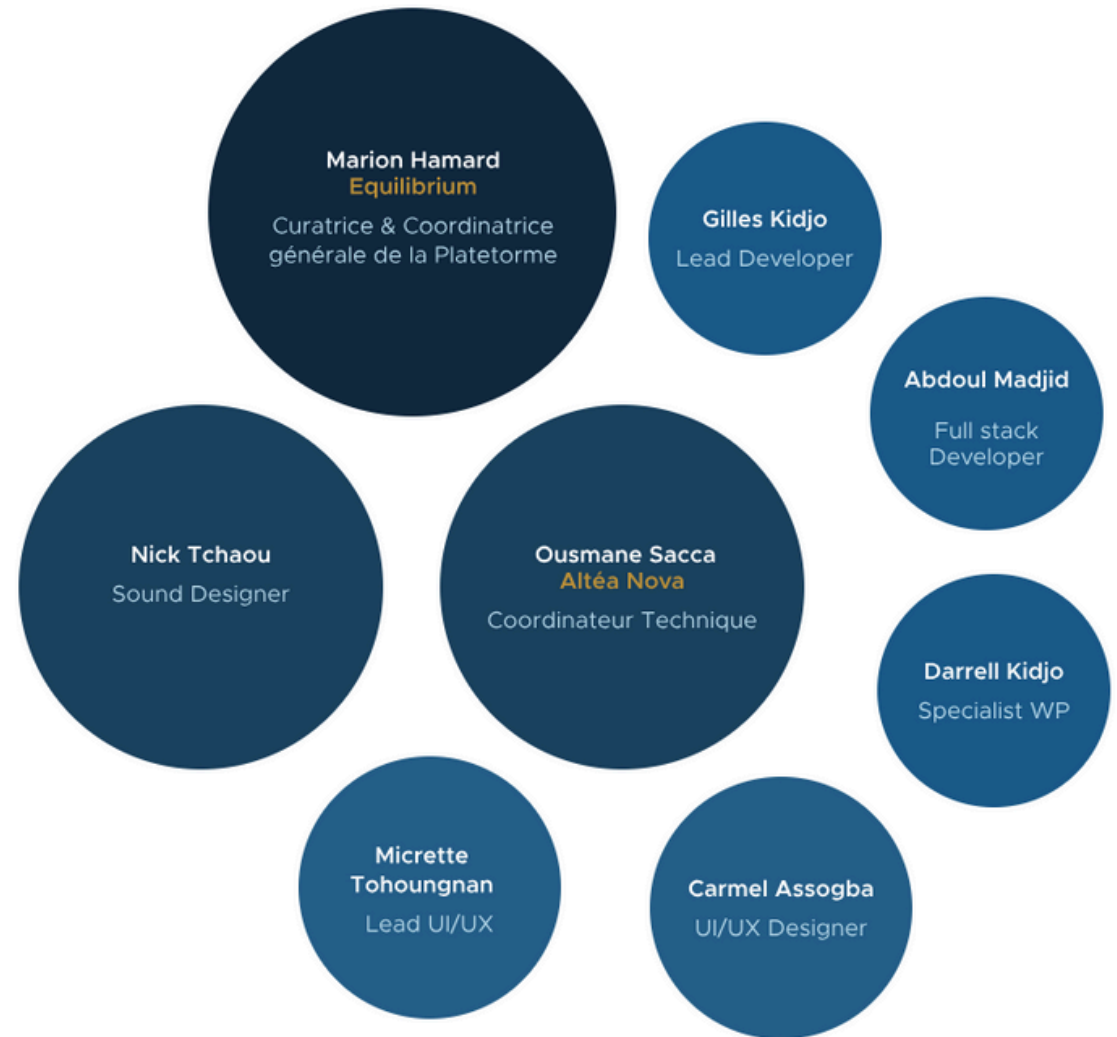 Marion Hamard
Equilibrium
Curatrice & Coordinatrice
générale de la Platetorme
Gilles Kidjo
Lead Developer
Abdoul Madjid
Full stack
Developer
Nick Tchaou
Sound Designer
Ousmane Sacca
Altéa Nova
Coordinateur Technique
Darrell Kidjo
Specialist WP
Micrette
Tohoungnan
Lead UI/UX
Carmel Assogba
UI/UX Designer